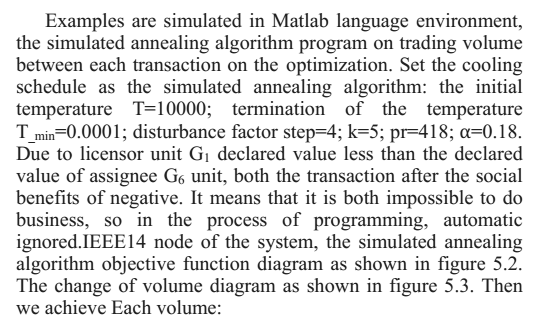 Examples are simulated in Matlab language environment,
the simulated annealing algorithm program on trading volume
between each transaction on the optimization. Set the cooling
schedule as the simulated annealing algorithm: the initial
temperature T=10000; termination of the temperature
T_min=0.0001; disturbance factor step=4; k=5; pr=418; α=0.18.
Due to licensor unit G₁ declared value less than the declared
value of assignee G₆ unit, both the transaction after the social
benefits of negative. It means that it is both impossible to do
business, so in the process of programming, automatic
ignored.IEEE14 node of the system, the simulated annealing
algorithm objective function diagram as shown in figure 5.2.
The change of volume diagram as shown in figure 5.3. Then
we achieve Each volume: